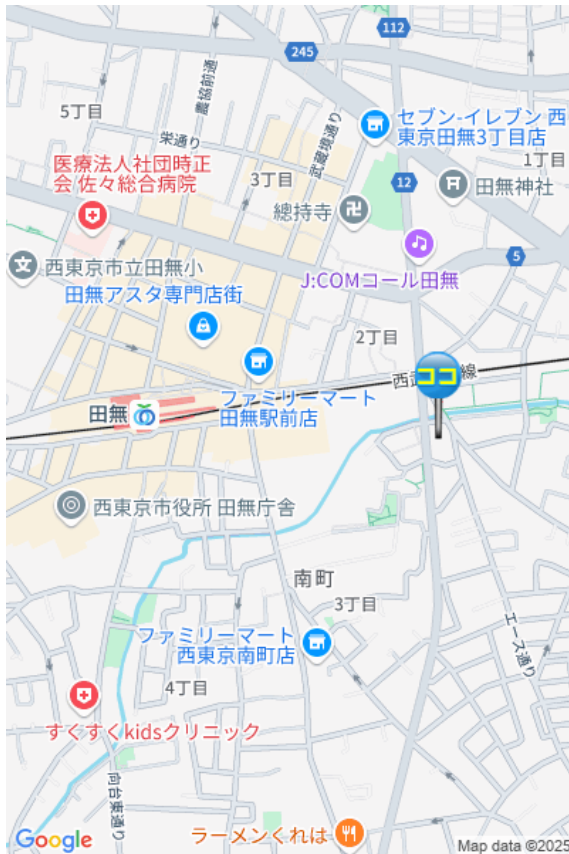 112
245
セブン-イレブン 西
東京田無3丁目店
農協前通
5丁目
栄通り
武蔵境通り
1丁目
医療法人社団時正
会 佐々総合病院
3丁目
12
田無神社
總持寺
5
西東京市立田無小
J:COMコール田無
田無アスタ専門店街
2丁目
西武
線
ココ
ファミリーマート
田無駅前店
田無
西東京市役所 田無庁舎
南町
3丁目
エース通り
ファミリーマート
西東京南町店
4丁目
すくすくkidsクリニック
向台東通り
ラーメンくれは
Google
Map data ©2025